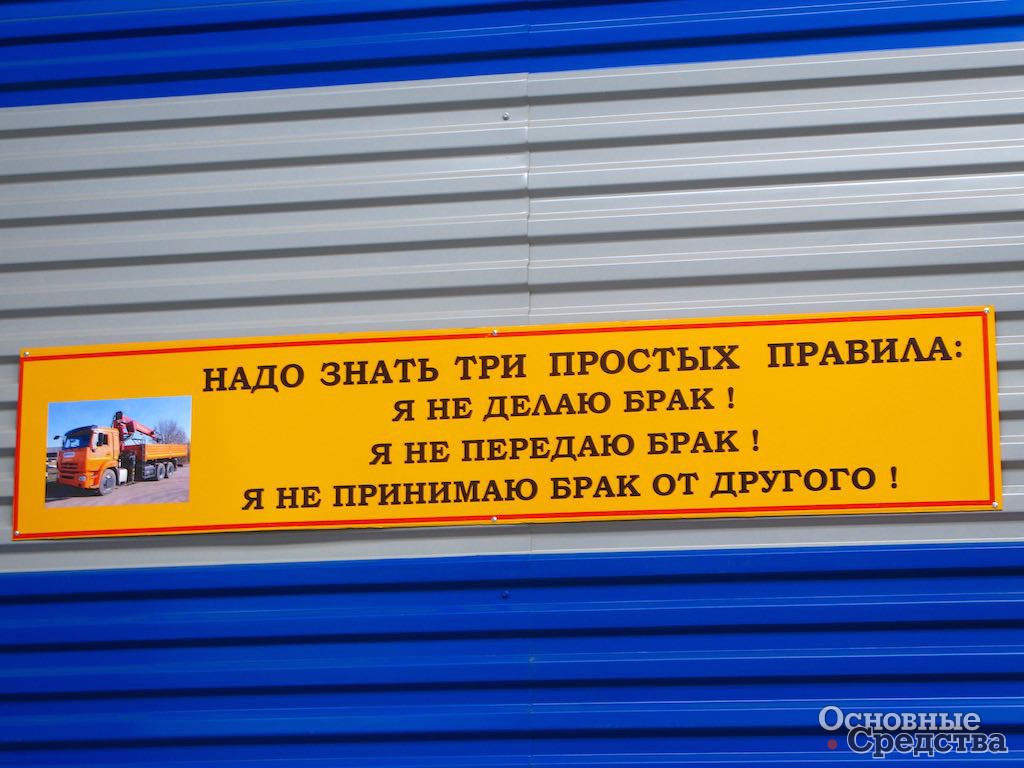 НАДО ЗНАТЬ ТРИ ПРОСТЫХ ПРАВИЛА:
Я НЕ ДЕЛАЮ БРАК !
Я НЕ ПЕРЕДАЮ БРАК !
Я НЕ ПРИНИМАЮ БРАК ОТ ДРУГОГО !
Основные
Средства